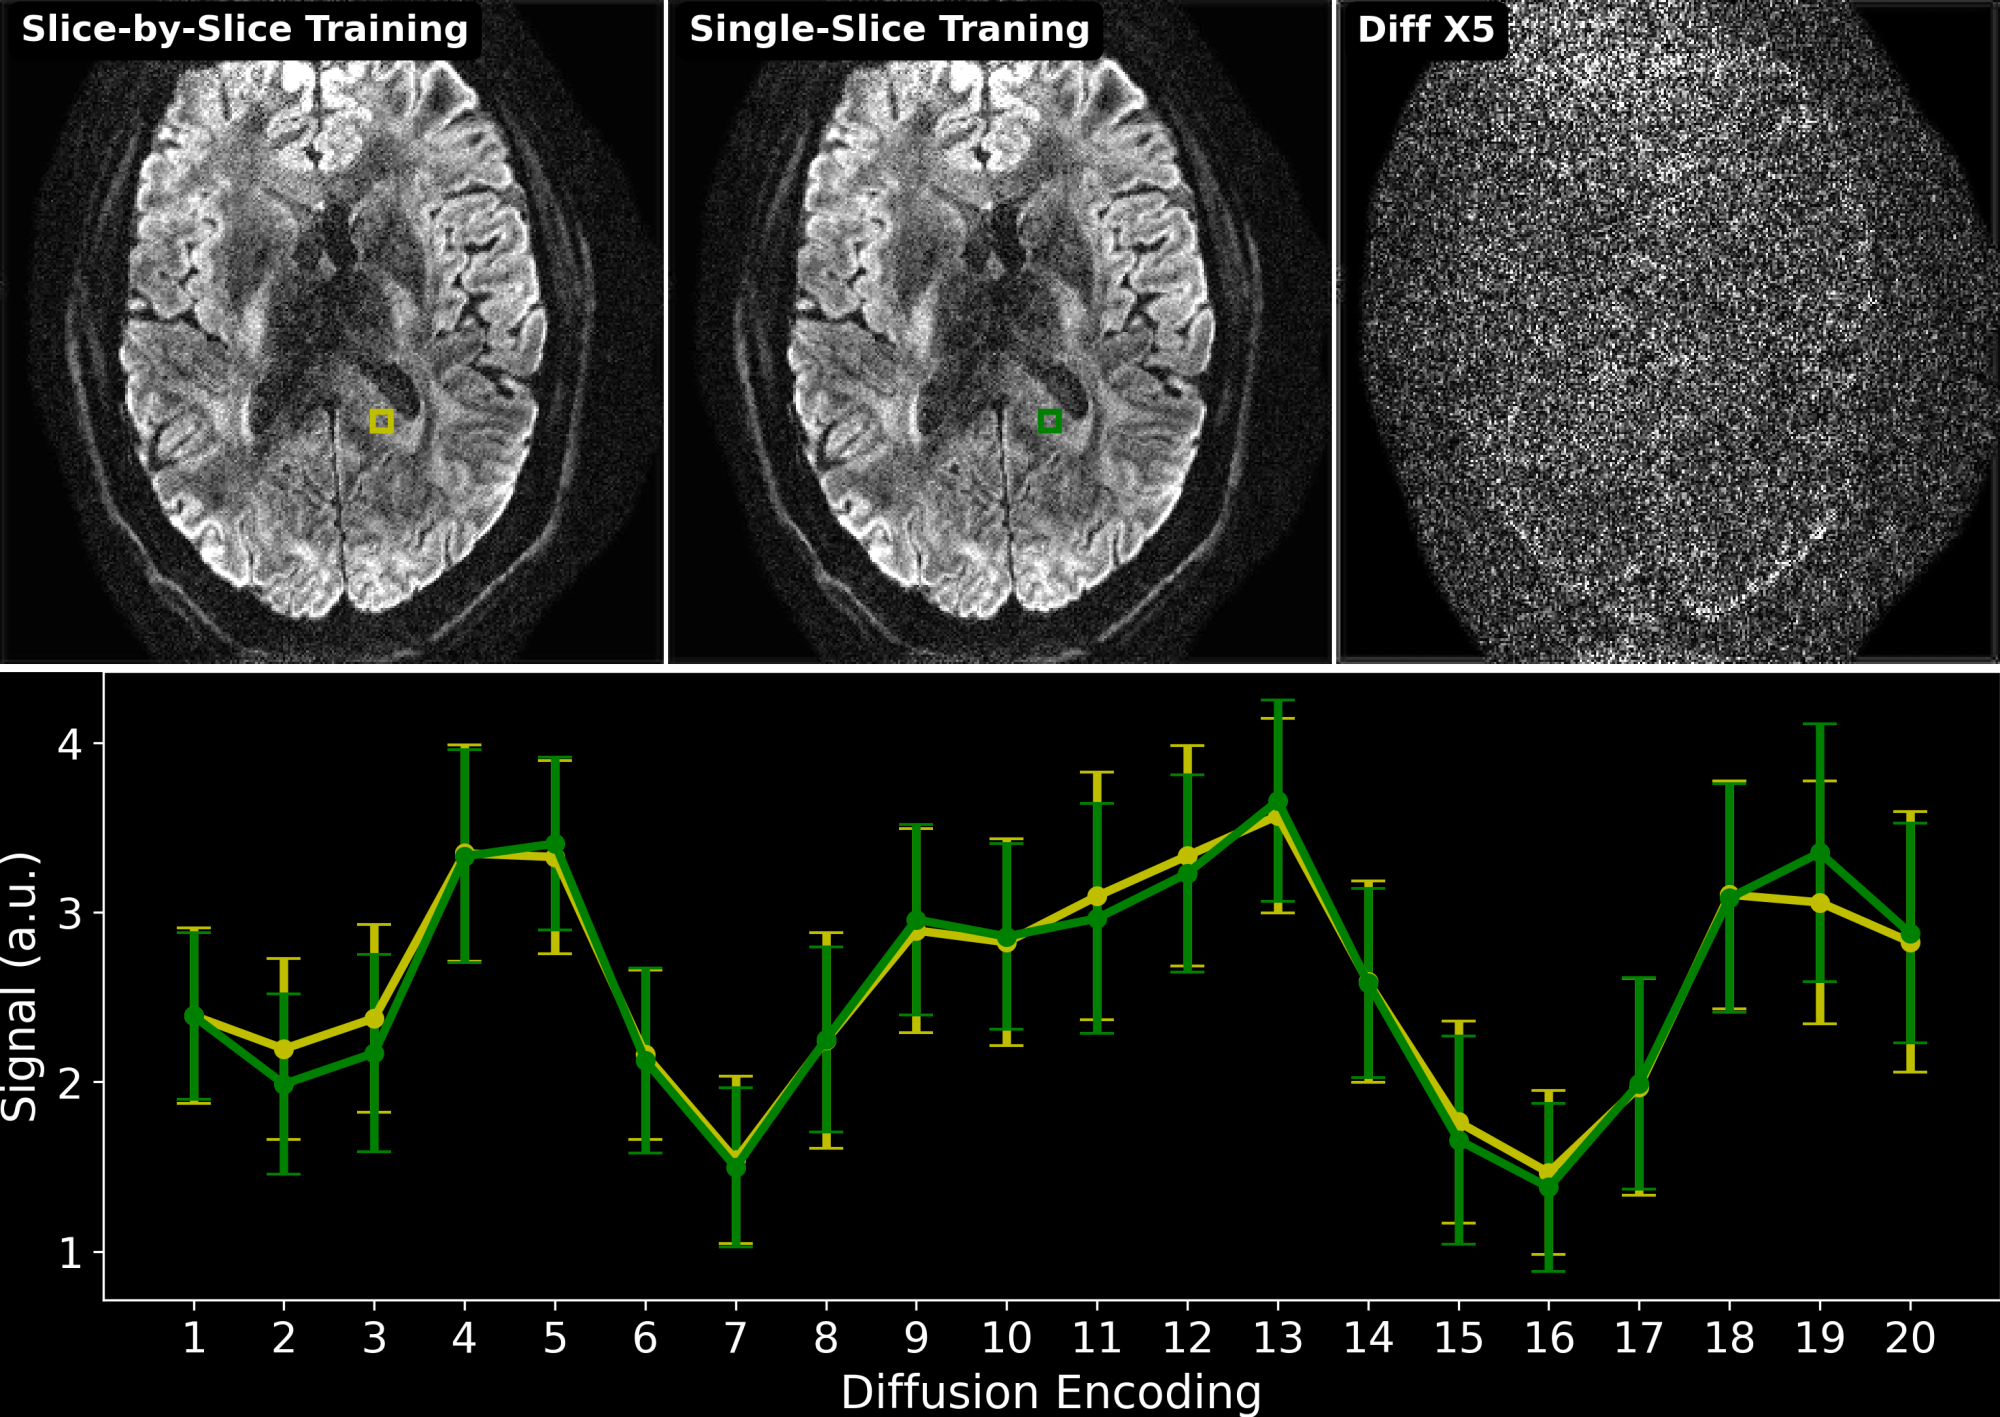 Slice-by-Slice Training
Single-Slice Traning
Diff X5
4
3
2
1
Signal (a.u.)
1 2 3 4 5 6 7 8 9 10 11 12 13 14 15 16 17 18 19 20
Diffusion Encoding